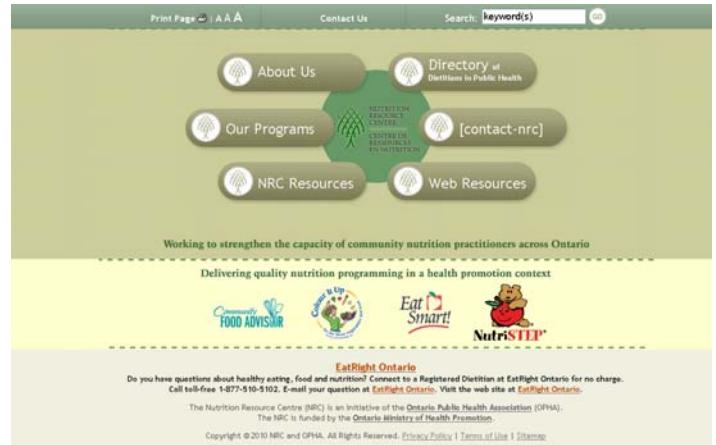 Print Page | A A A
Contact Us
Search: keyword(s) GO
About Us
Directory of
Dietitians in Public Health
Our Programs
NUTRITION
RESOURCE
CENTRE
CENTRE DE
RESSOURCES
EN NUTRITION
[contact-nrc]
NRC Resources
Web Resources
Working to strengthen the capacity of community nutrition practitioners across Ontario
Delivering quality nutrition programming in a health promotion context
Community
FOOD ADVISOR
Colour It Up
Eat
Smart!
NutriSTEP
EatRight Ontario
Do you have questions about healthy eating, food and nutrition? Connect to a Registered Dietitian at EatRight Ontario for no charge.
Call toll-free 1-877-510-5102. E-mail your question at EatRight Ontario. Visit the web site at EatRight Ontario.
The Nutrition Resource Centre (NRC) is an initiative of the Ontario Public Health Association (OPHA).
The NRC is funded by the Ontario Ministry of Health Promotion.
Copyright © 2010 NRC and OPHA. All Rights Reserved. Privacy Policy | Terms of Use | Sitemap